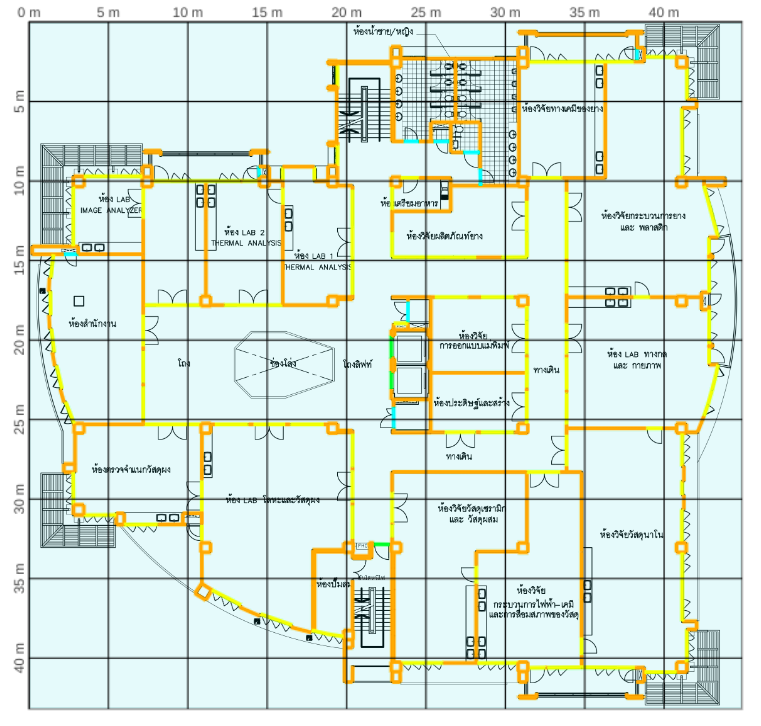 0 m 5 m 10 m 15 m 20 m 25 m 30 m 35 m 40 m
ห้องน้ำชาย/หญิง
5 m
ห้องวิจัยทางเคมีของยาง
10 m
ห้อง LAB
IMAGE ANALYZER
ห้องเตรียมอาหาร
ห้องวิจัยกระบวนการยาง
และ พลาสติก
ห้อง LAB 2
THERMAL ANALYSIS
ห้องวิจัยผลิตภัณฑ์ยาง
ห้อง LAB 1
THERMAL ANALYSIS
15 m
ห้องสำนักงาน
20 m
ห้องวิจัย
การออกแบบแม่พิมพ์
โถง
ช่องโล่ง
โถงลิฟท์
ทางเดิน
ห้อง LAB ทางกล
และ กายภาพ
ห้องประดิษฐ์และสร้าง
25 m
ทางเดิน
ห้องตรวจจำแนกวัสดุผง
30 m
ห้อง LAB โลหะและวัสดุผง
ห้องวิจัยวัสดุเซรามิก
และ วัสดุผสม
ห้องวิจัยวัสดุนาโน
35 m
ห้องปั๊มลม
ห้องวิจัย
กระบวนการไฟฟ้า-เคมี
และการเสื่อมสภาพของวัสดุ
40 m